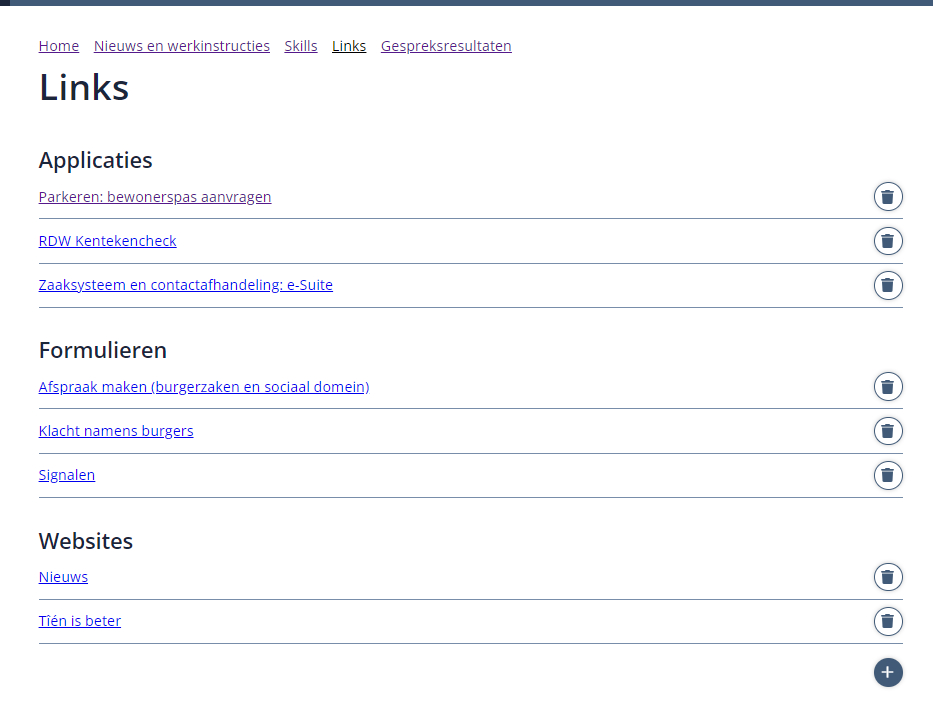 Home Nieuws en werkinstructies Skills Links Gespreksresultaten
Links
Applicaties
Parkeren: bewonerspas aanvragen
RDW Kentekencheck
Zaaksysteem en contactafhandeling: e-Suite
Formulieren
Afspraak maken (burgerzaken en sociaal domein)
Klacht namens burgers
Signalen
Websites
Nieuws
Tîén is beter